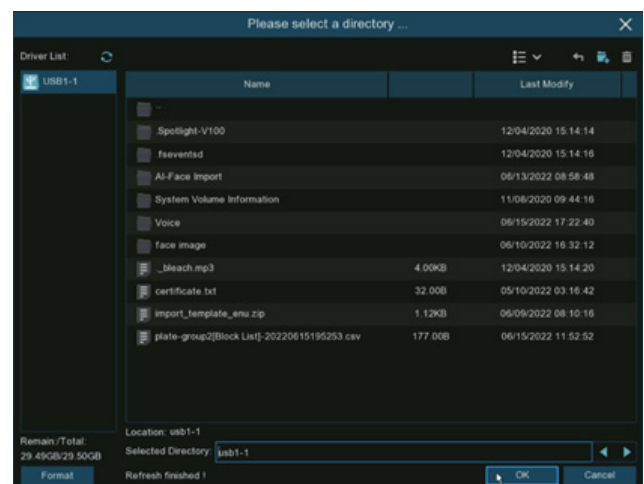 Please select a directory ...
Driver List:
USB1-1
Name
Last Modify
..
.Spotlight-V100 12/04/2020 15:14:14
.fseventsd 12/04/2020 15:14:16
AI-Face Import 06/13/2022 08:58:48
System Volume Information 11/08/2020 09:44:16
Voice 06/15/2022 17:22:40
face image 06/10/2022 16:32:12
._bleach.mp3 4.00KB 12/04/2020 15:14:20
certificate.txt 32.00B 05/10/2022 03:16:42
import_template_enu.zip 1.12KB 06/09/2022 08:10:16
plate-group2[Block List]-20220615195253.csv 177.00B 06/15/2022 11:52:52
Remain:/Total:
29.49GB/29.50GB
Format
Location: usb1-1
Selected Directory: usb1-1
Refresh finished !
OK
Cancel